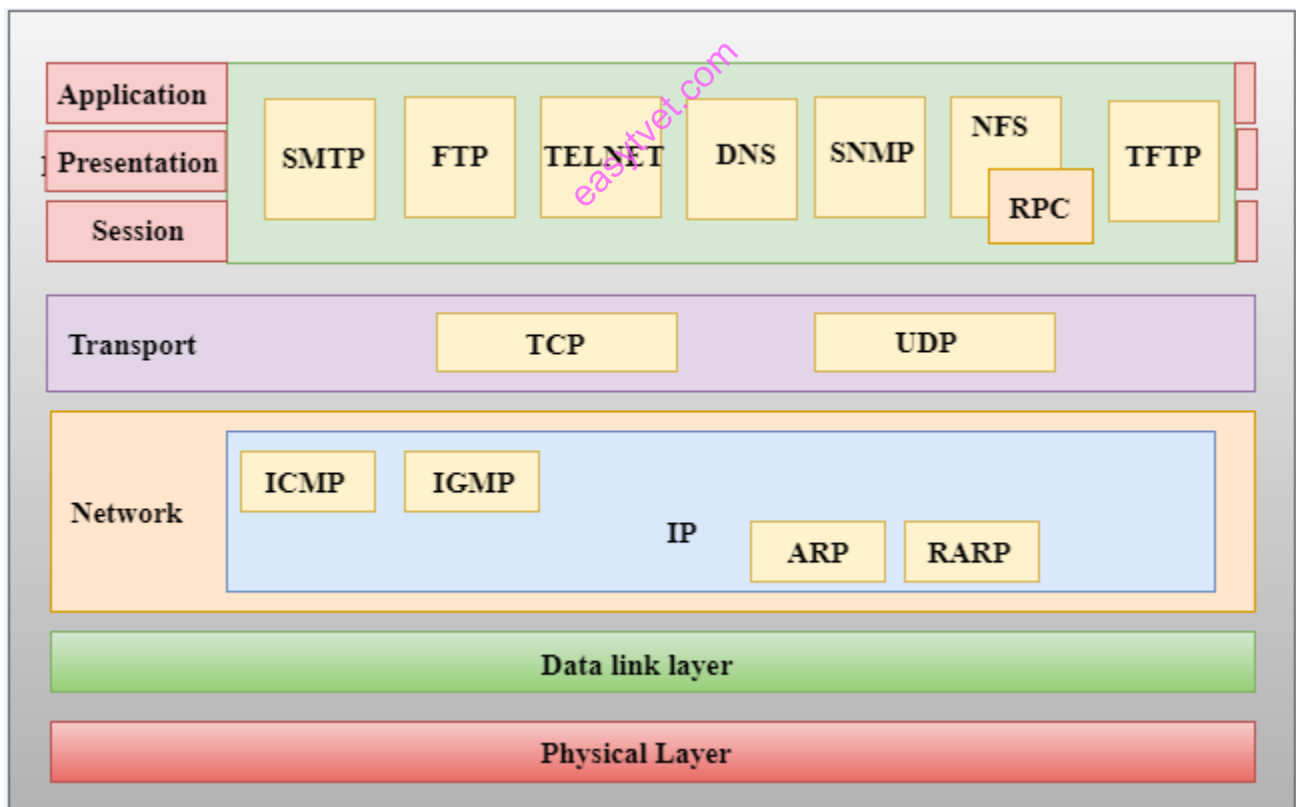 Application
Presentation
Session
SMTP
FTP
TELNET
DNS
SNMP
NFS
RPC
TFTP
easytvet.com
Transport
TCP
UDP
Network
ICMP
IGMP
IP
ARP
RARP
Data link layer
Physical Layer